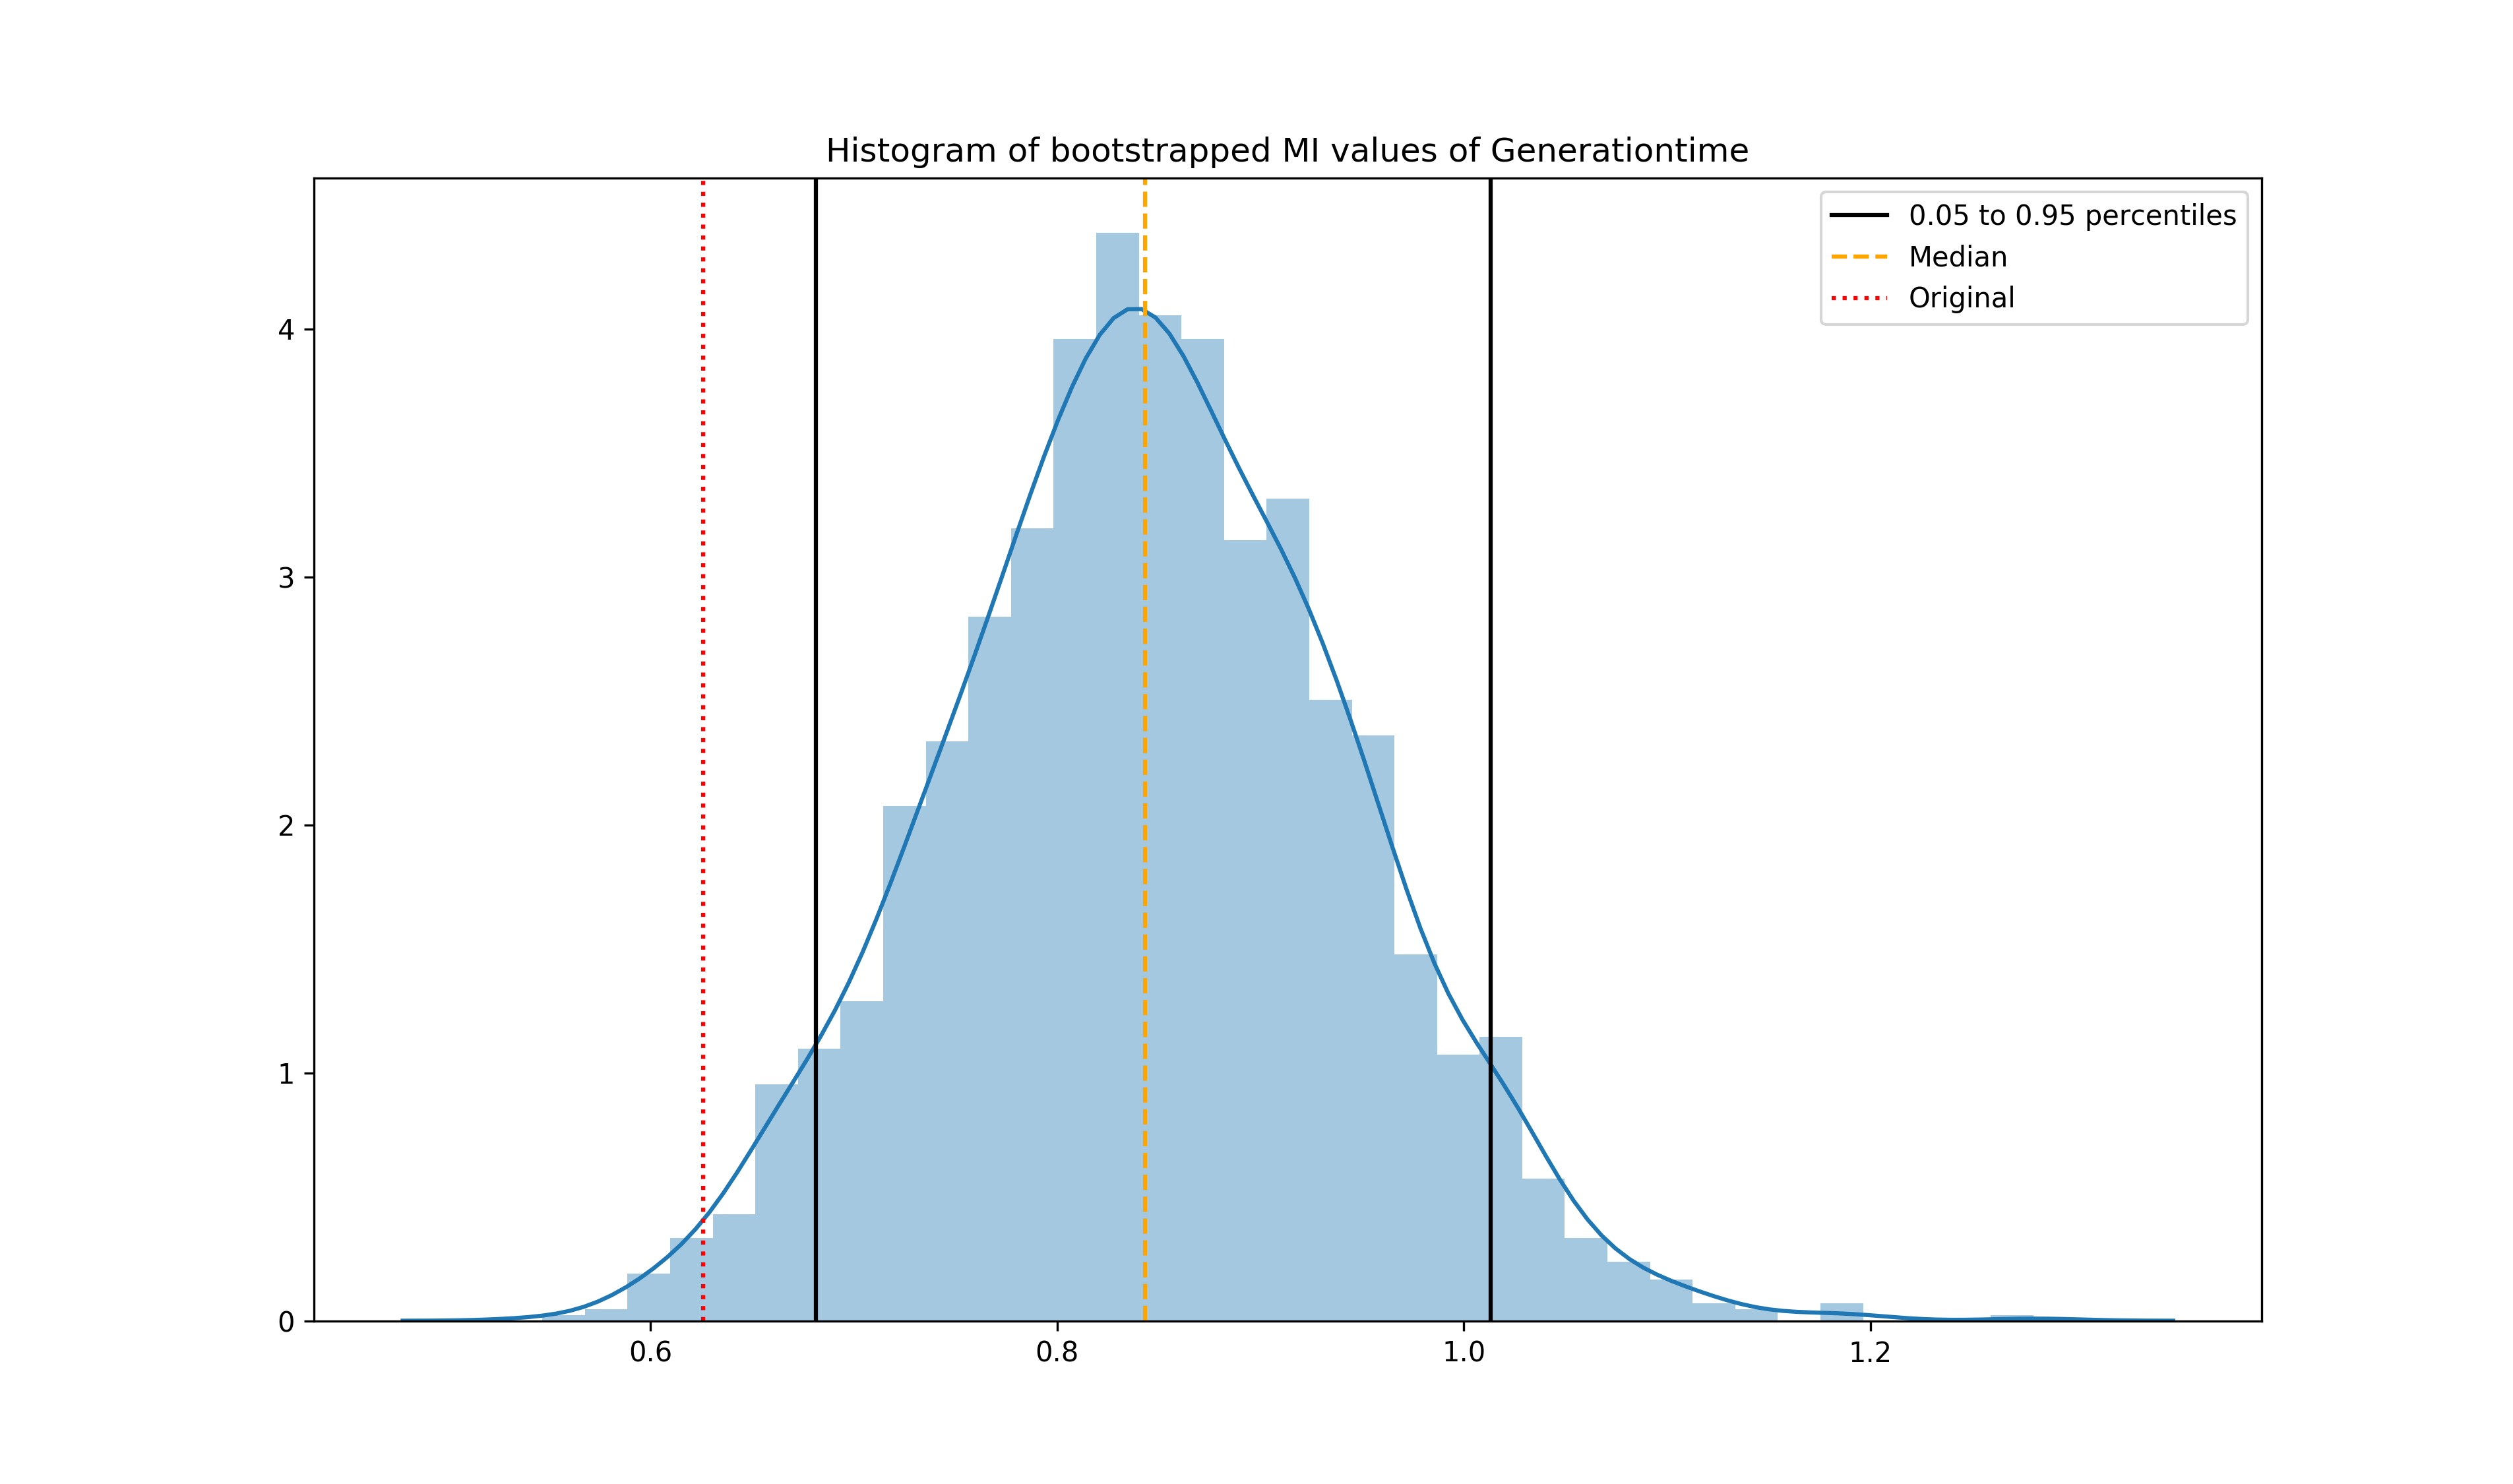 Histogram of bootstrapped MI values of Generationtime
0.05 to 0.95 percentiles
Median
Original
4
3
2
1
0
0.6 0.8 1.0 1.2